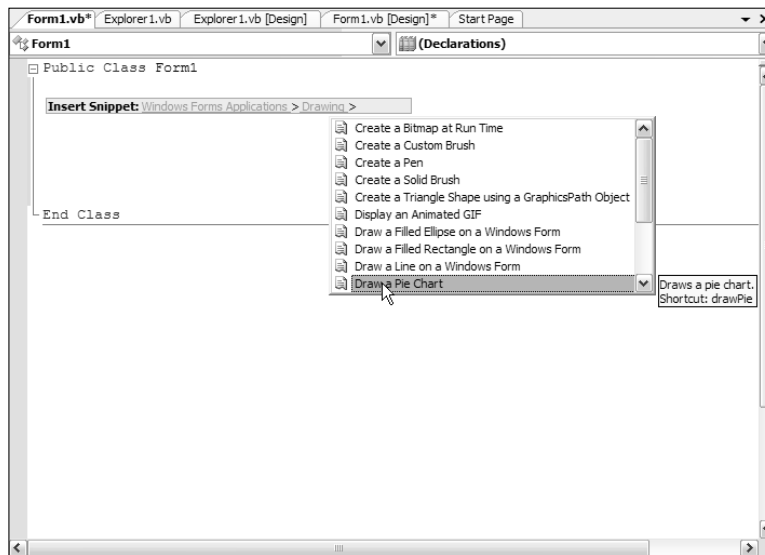 Form1.vb* Explorer1.vb Explorer1.vb [Design] Form1.vb [Design]* Start Page
Form1 (Declarations)
Public Class Form1
Insert Snippet: Windows Forms Applications > Drawing >
Create a Bitmap at Run Time
Create a Custom Brush
Create a Pen
Create a Solid Brush
Create a Triangle Shape using a GraphicsPath Object
Display an Animated GIF
Draw a Filled Ellipse on a Windows Form
Draw a Filled Rectangle on a Windows Form
Draw a Line on a Windows Form
Draw a Pie Chart
Draws a pie chart.
Shortcut: drawPie
End Class